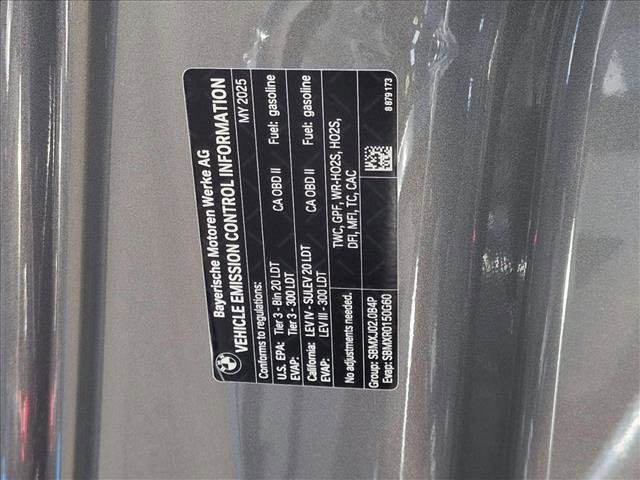 Bayerische Motoren Werke AG
VEHICLE EMISSION CONTROL INFORMATION
Conforms to regulations: MY 2025
U.S. EPA: Tier 3 - Bin 20 LDT CA OBD II Fuel: gasoline
EVAP: Tier 3 - 300 LDT
California: LEV IV - SULEV 20 LDT CA OBD II Fuel: gasoline
EVAP: LEV III - 300 LDT
No adjustments needed. TWC, GPF, WR-HO2S, HO2S,
DFI, MFI, TC, CAC
Group: SBMXJ02.0B4P
Evap: SBMXR0150G60
8 879 173